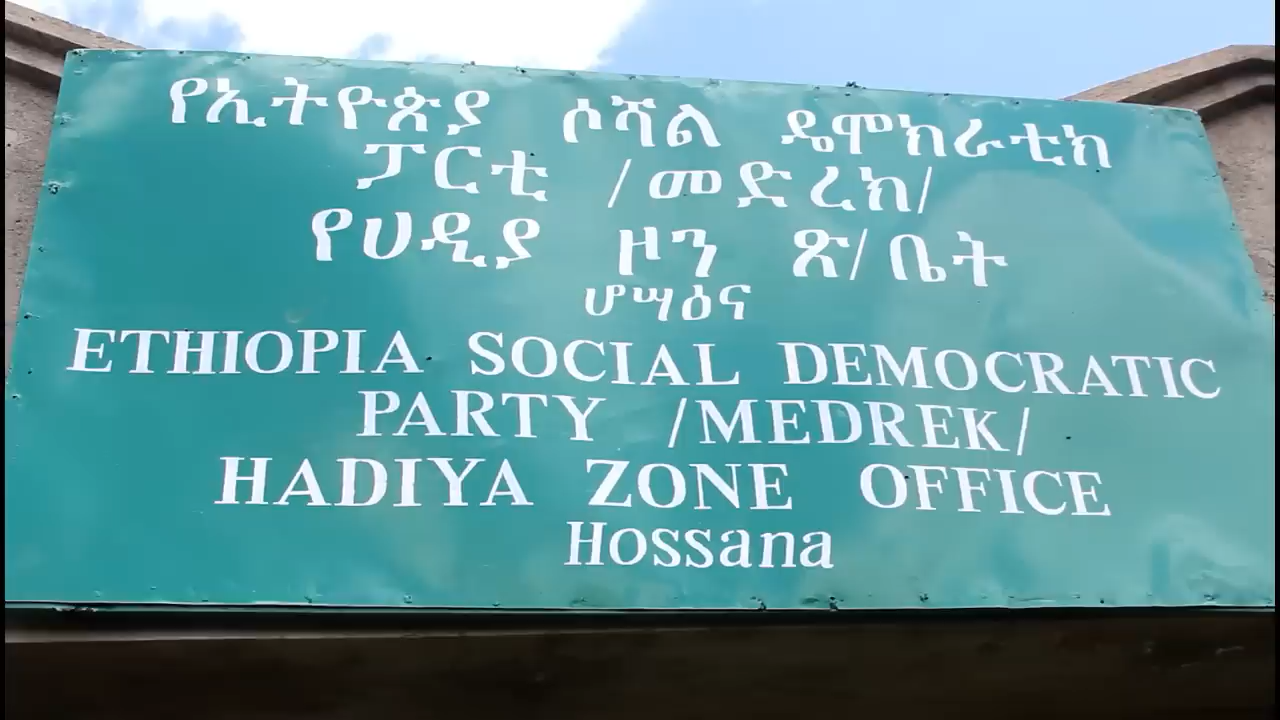 የኢትዮጵያ ሶሻል ዴሞክራቲክ
ፓርቲ /መድረክ/
የሀዲያ ዞን ጽ/ቤት
ሆሣዕና
ETHIOPIA SOCIAL DEMOCRATIC
PARTY /MEDREK/
HADIYA ZONE OFFICE
Hossana